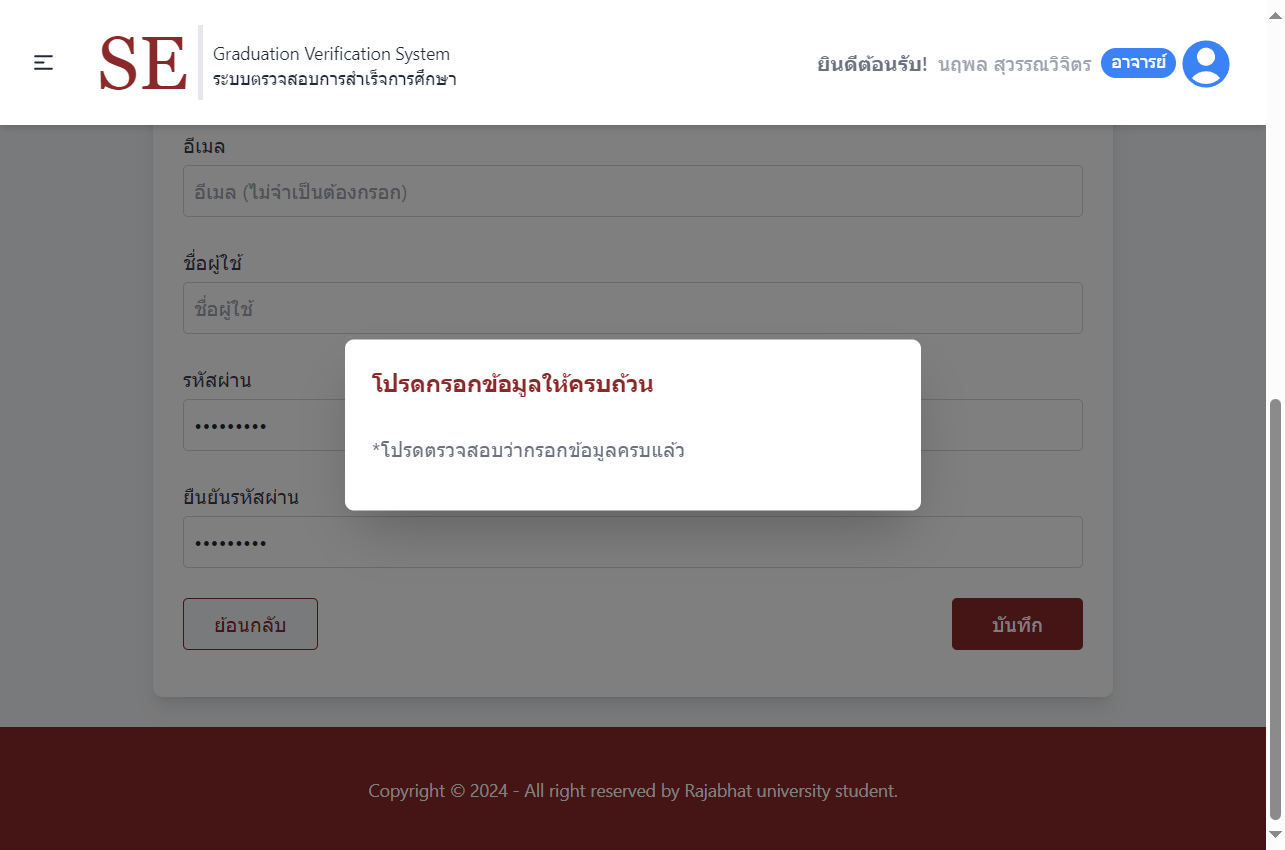 SE
Graduation Verification System
ระบบตรวจสอบการสำเร็จการศึกษา
ยินดีต้อนรับ! นฤพล สุวรรณวิจิตร อาจารย์
อีเมล
อีเมล (ไม่จำเป็นต้องกรอก)
ชื่อผู้ใช้
ชื่อผู้ใช้
รหัสผ่าน
•••••••••
โปรดกรอกข้อมูลให้ครบถ้วน
*โปรดตรวจสอบว่ากรอกข้อมูลครบแล้ว
ยืนยันรหัสผ่าน
•••••••••
ย้อนกลับ
บันทึก
Copyright © 2024 - All right reserved by Rajabhat university student.